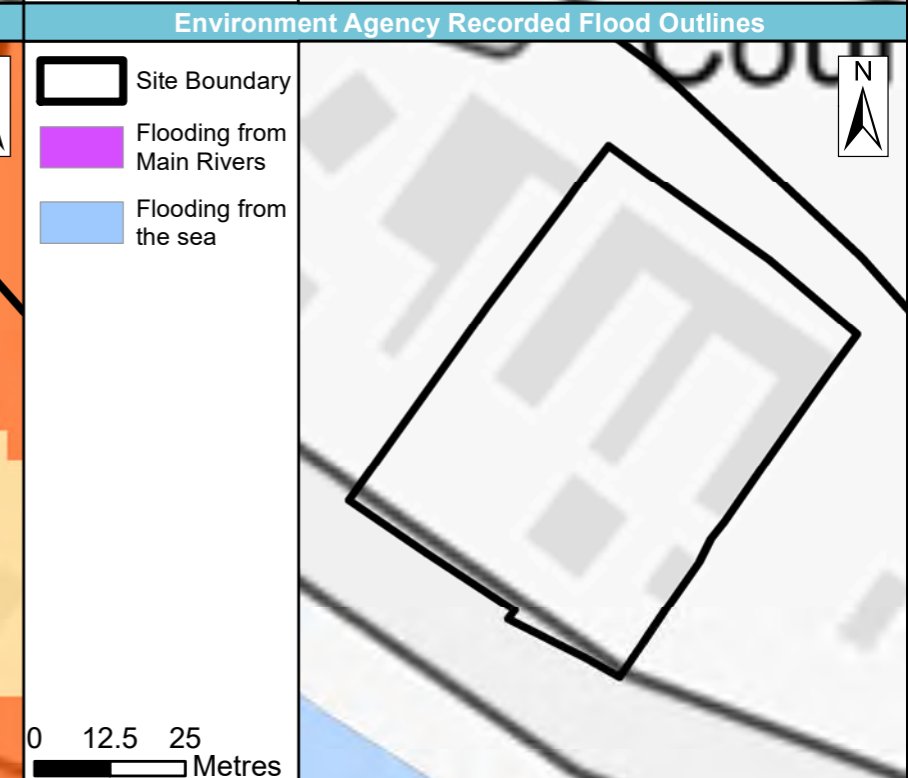 Environment Agency Recorded Flood Outlines
Site Boundary
Flooding from
Main Rivers
Flooding from
the sea
0 12.5 25
Metres
N